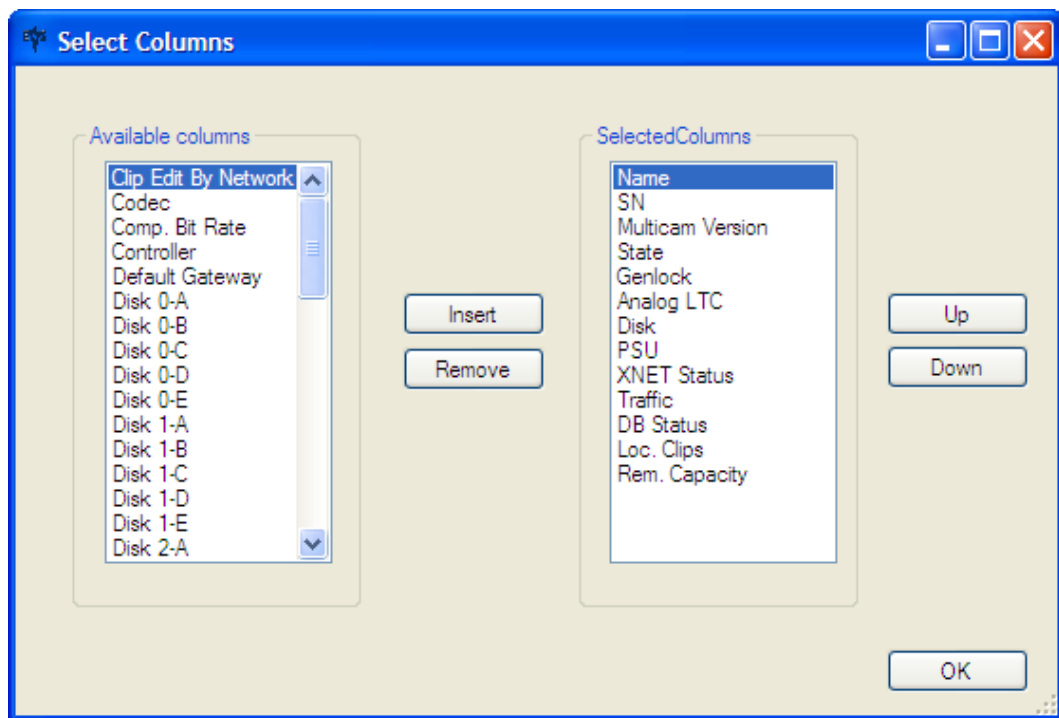 EVS Select Columns
Available columns
Clip Edit By Network
Codec
Comp. Bit Rate
Controller
Default Gateway
Disk 0-A
Disk 0-B
Disk 0-C
Disk 0-D
Disk 0-E
Disk 1-A
Disk 1-B
Disk 1-C
Disk 1-D
Disk 1-E
Disk 2-A
Insert
Remove
SelectedColumns
Name
SN
Multicam Version
State
Genlock
Analog LTC
Disk
PSU
XNET Status
Traffic
DB Status
Loc. Clips
Rem. Capacity
Up
Down
OK